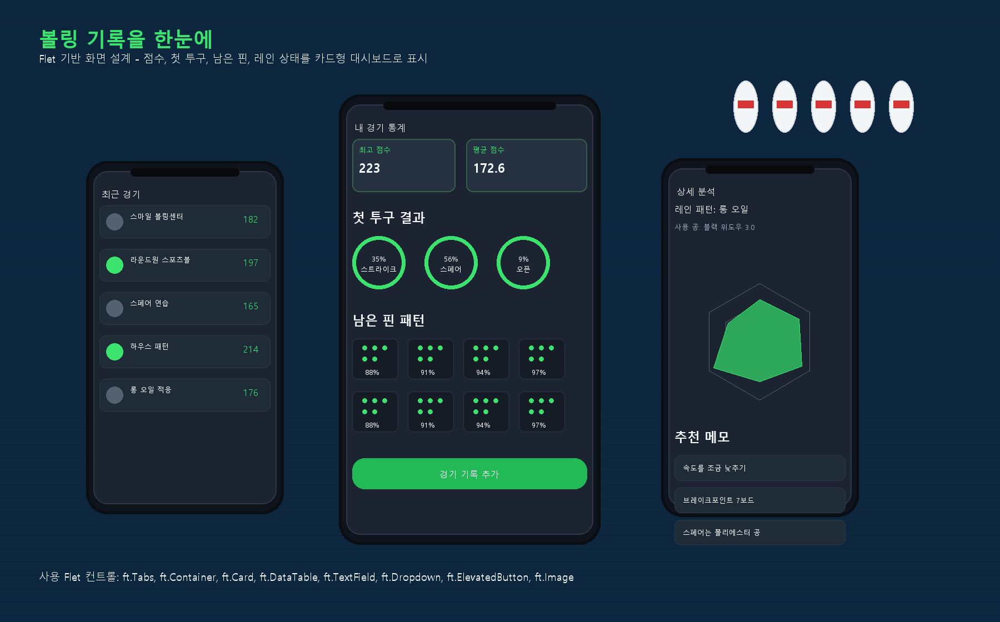 볼링 기록을 한눈에
Flet 기반 화면 설계 - 점수, 첫 투구, 남은 핀, 레인 상태를 카드형 대시보드로 표시
최근 경기
스마일 볼링센터 182
라운드원 스포츠볼 197
스페어 연습 165
하우스 패턴 214
롱 오일 적응 176
내 경기 통계
최고 점수
223
평균 점수
172.6
첫 투구 결과
35%
스트라이크
56%
스페어
9%
오픈
남은 핀 패턴
88% 91% 94% 97%
88% 91% 94% 97%
경기 기록 추가
상세 분석
레인 패턴: 롱 오일
사용 공: 블랙 위도우 3.0
추천 메모
속도를 조금 낮추기
브레이크포인트 7보드
스페어는 폴리에스터 공
사용 Flet 컨트롤: ft.Tabs, ft.Container, ft.Card, ft.DataTable, ft.TextField, ft.Dropdown, ft.ElevatedButton, ft.Image